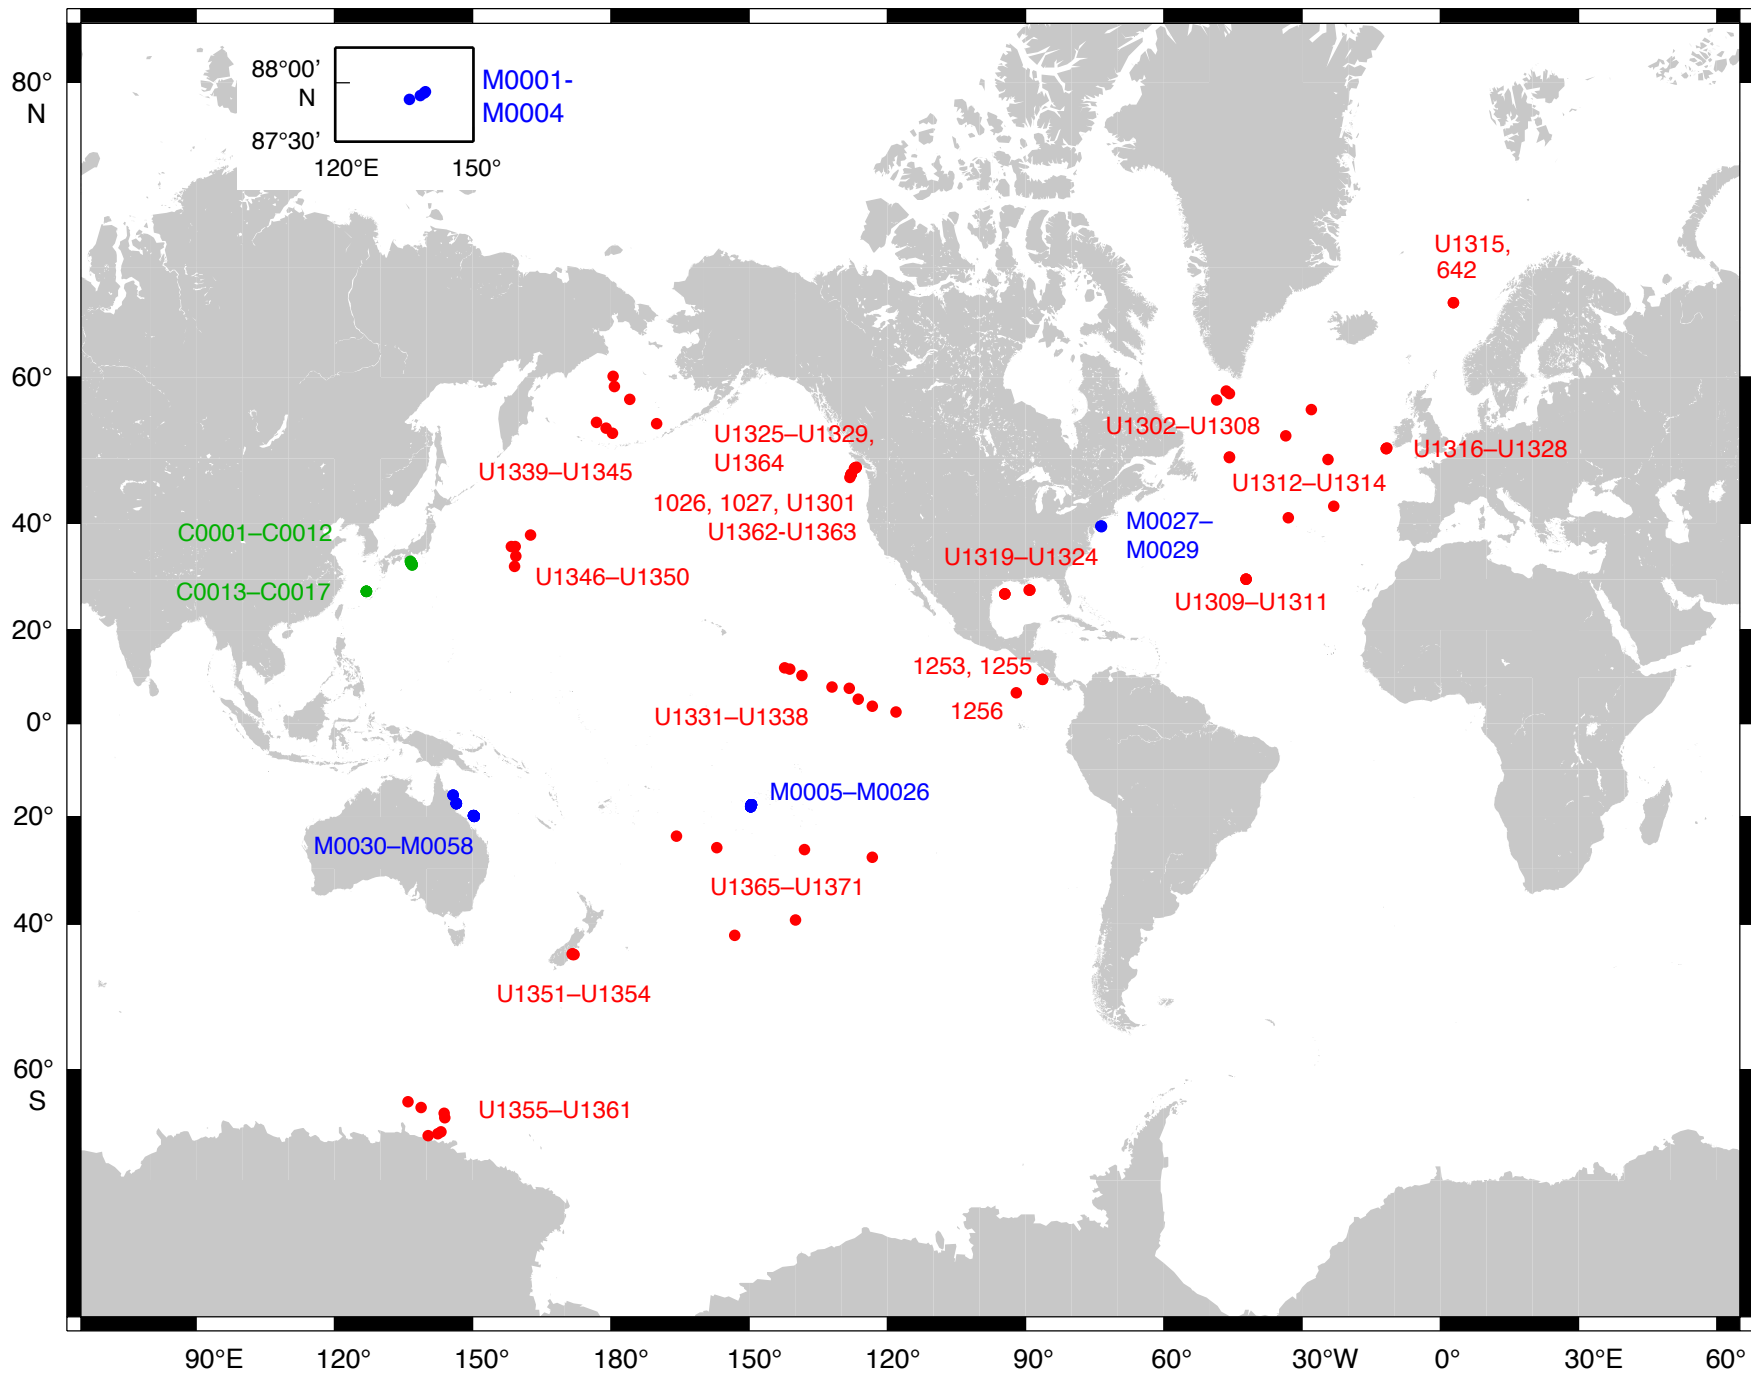 88°00’
N
87°30’
120°E 150°
M0001-
M0004
80°
N
60°
40°
20°
0°
20°
40°
60°
S
U1315,
642
U1302–U1308
U1316–U1328
U1325–U1329,
U1364
U1339–U1345
U1312–U1314
1026, 1027, U1301
U1362-U1363
C0001–C0012
M0027–
M0029
U1319–U1324
U1346–U1350
C0013–C0017
U1309–U1311
1253, 1255
1256
U1331–U1338
M0005–M0026
M0030–M0058
U1365–U1371
U1351–U1354
U1355–U1361
90°E 120° 150° 180° 150° 120° 90° 60° 30°W 0° 30°E 60°